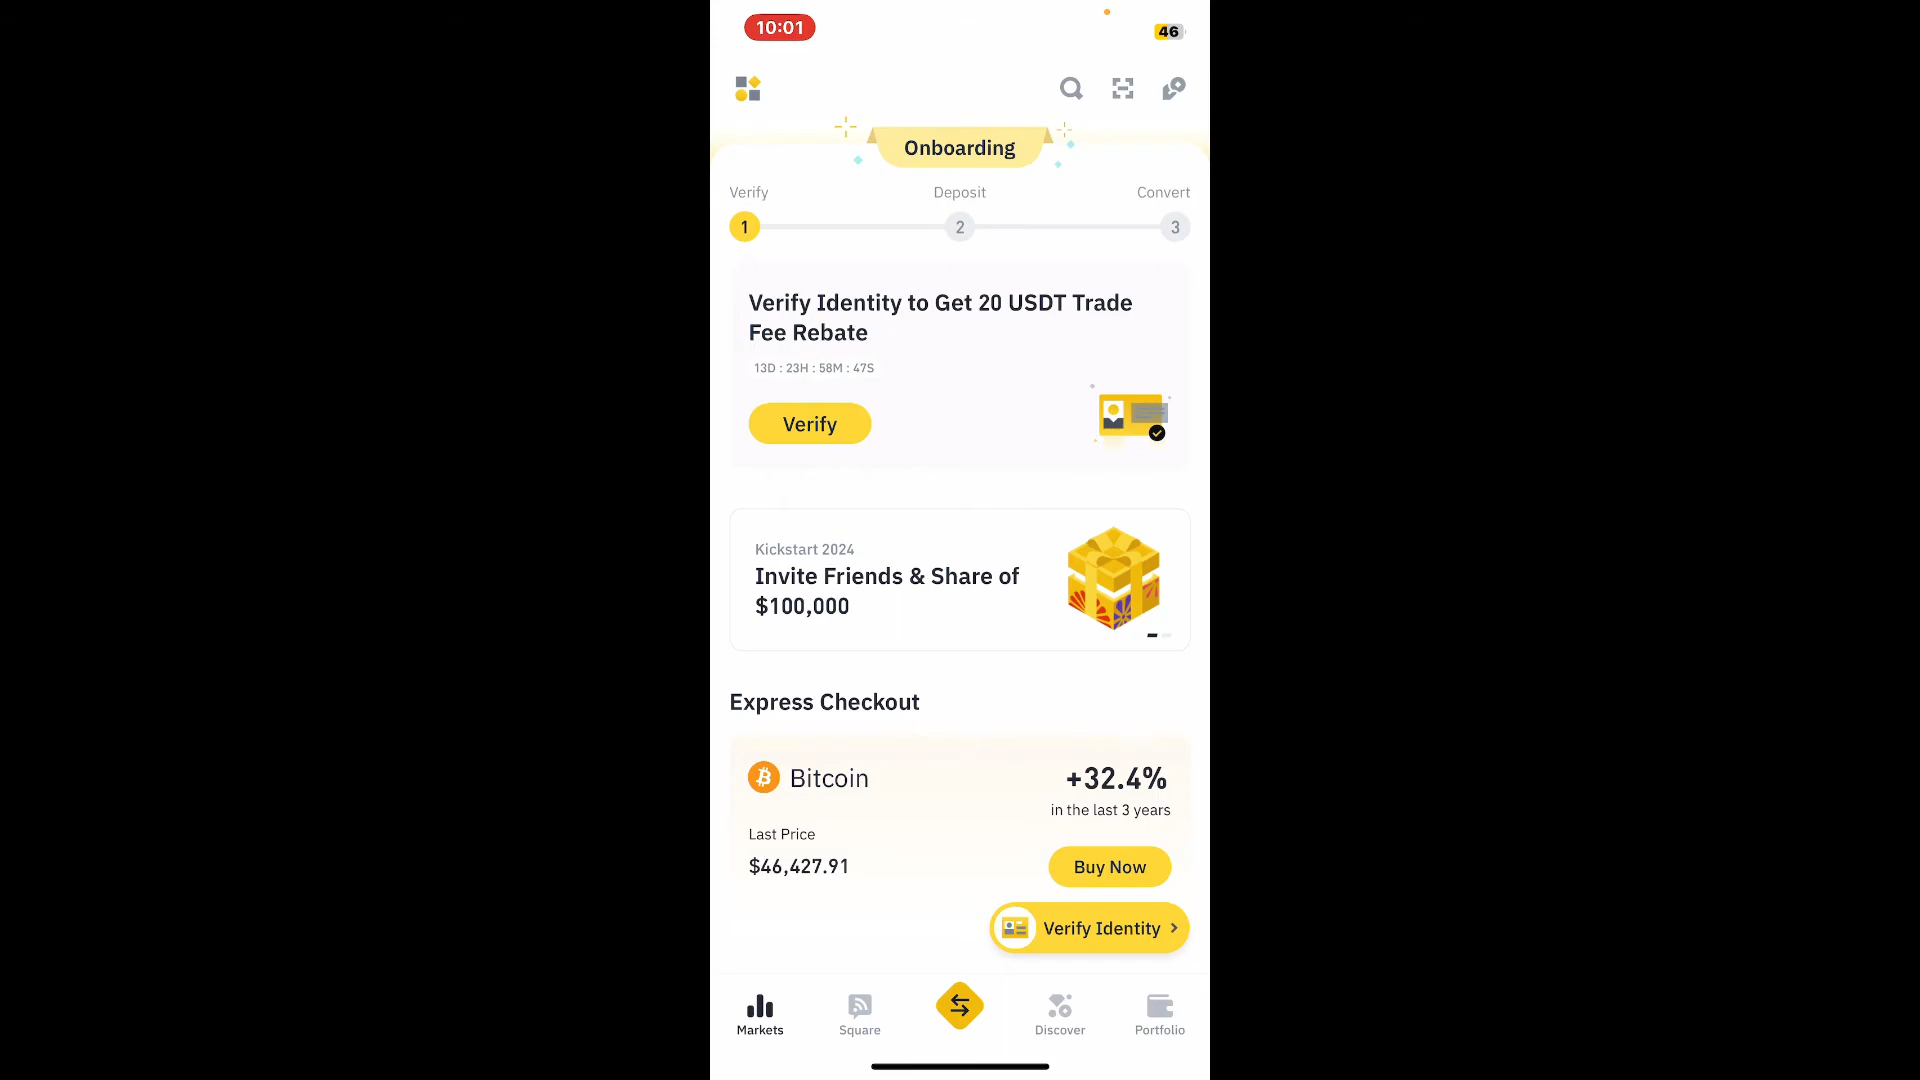 10:01
46
Onboarding
Verify
Deposit
Convert
1
2
3
Verify Identity to Get 20 USDT Trade
Fee Rebate
13D : 23H : 58M : 47S
Verify
Kickstart 2024
Invite Friends & Share of
$100,000
Express Checkout
Bitcoin
+32.4%
in the last 3 years
Last Price
$46,427.91
Buy Now
Verify Identity
Markets
Square
Discover
Portfolio